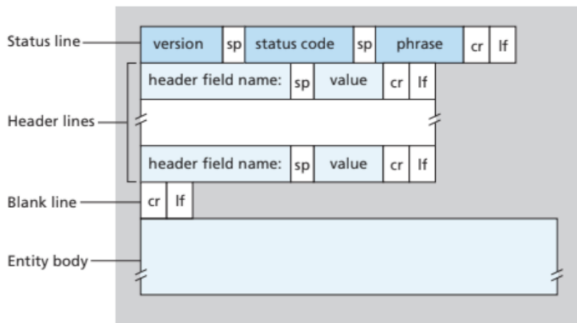 Status line version sp status code sp phrase cr lf
header field name: sp value cr lf
Header lines
header field name: sp value cr lf
Blank line cr lf
Entity body